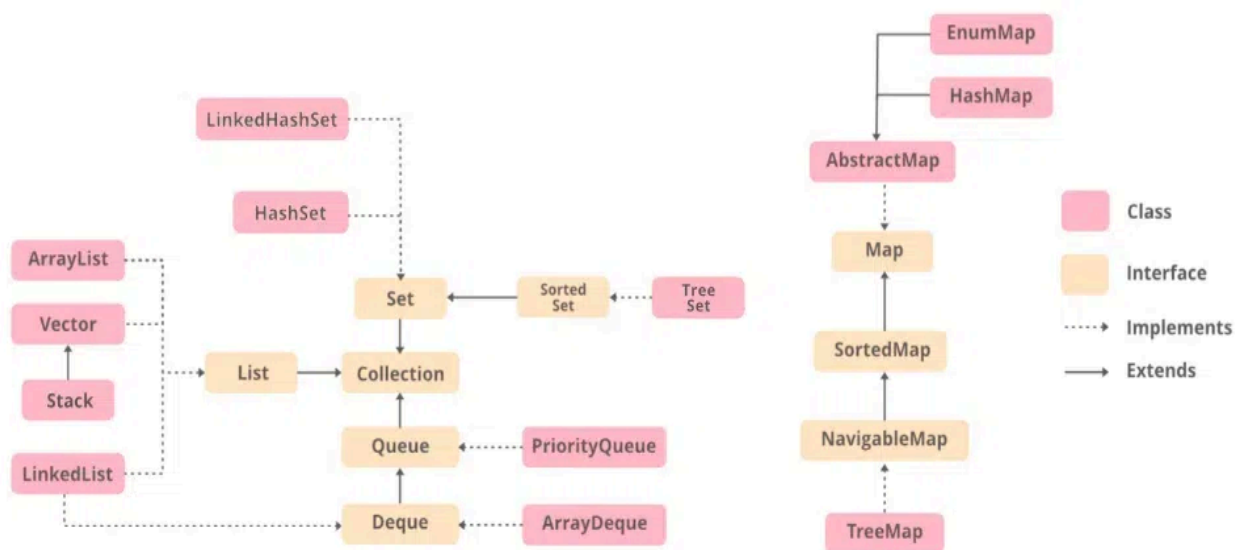 EnumMap
HashMap
LinkedHashSet
AbstractMap
HashSet
Class
Map
ArrayList
Interface
Set
Sorted
Set
Tree
Set
Vector
Implements
SortedMap
List
Collection
Extends
Stack
Queue
PriorityQueue
NavigableMap
LinkedList
Deque
ArrayDeque
TreeMap